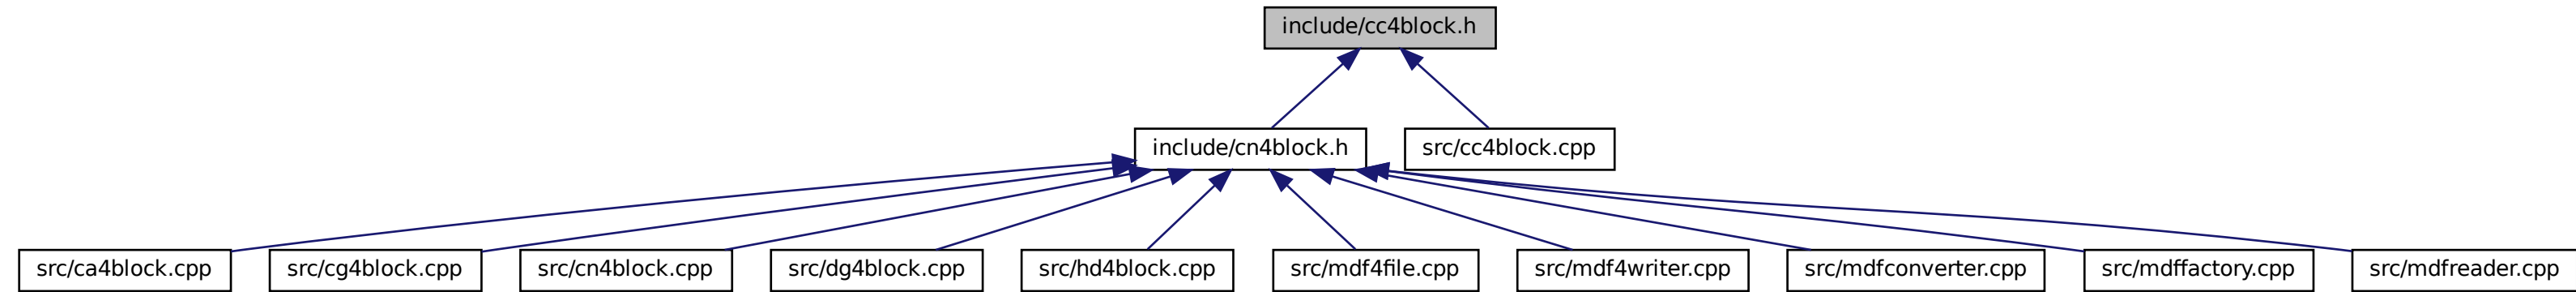 include/cc4block.h
include/cn4block.h
src/cc4block.cpp
src/ca4block.cpp
src/cg4block.cpp
src/cn4block.cpp
src/dg4block.cpp
src/hd4block.cpp
src/mdf4file.cpp
src/mdf4writer.cpp
src/mdfconverter.cpp
src/mdffactory.cpp
src/mdfreader.cpp